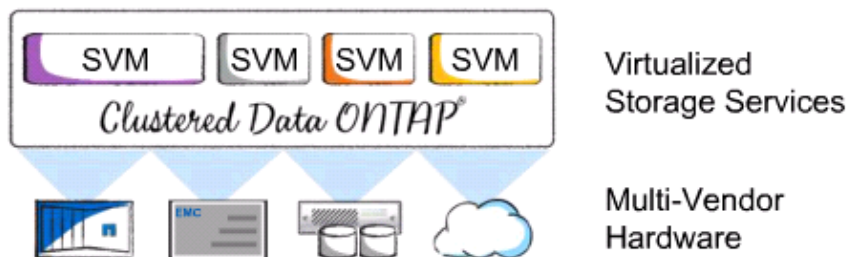 SVM SVM SVM SVM
Clustered Data ONTAP®
Virtualized
Storage Services
EMC
Multi-Vendor
Hardware